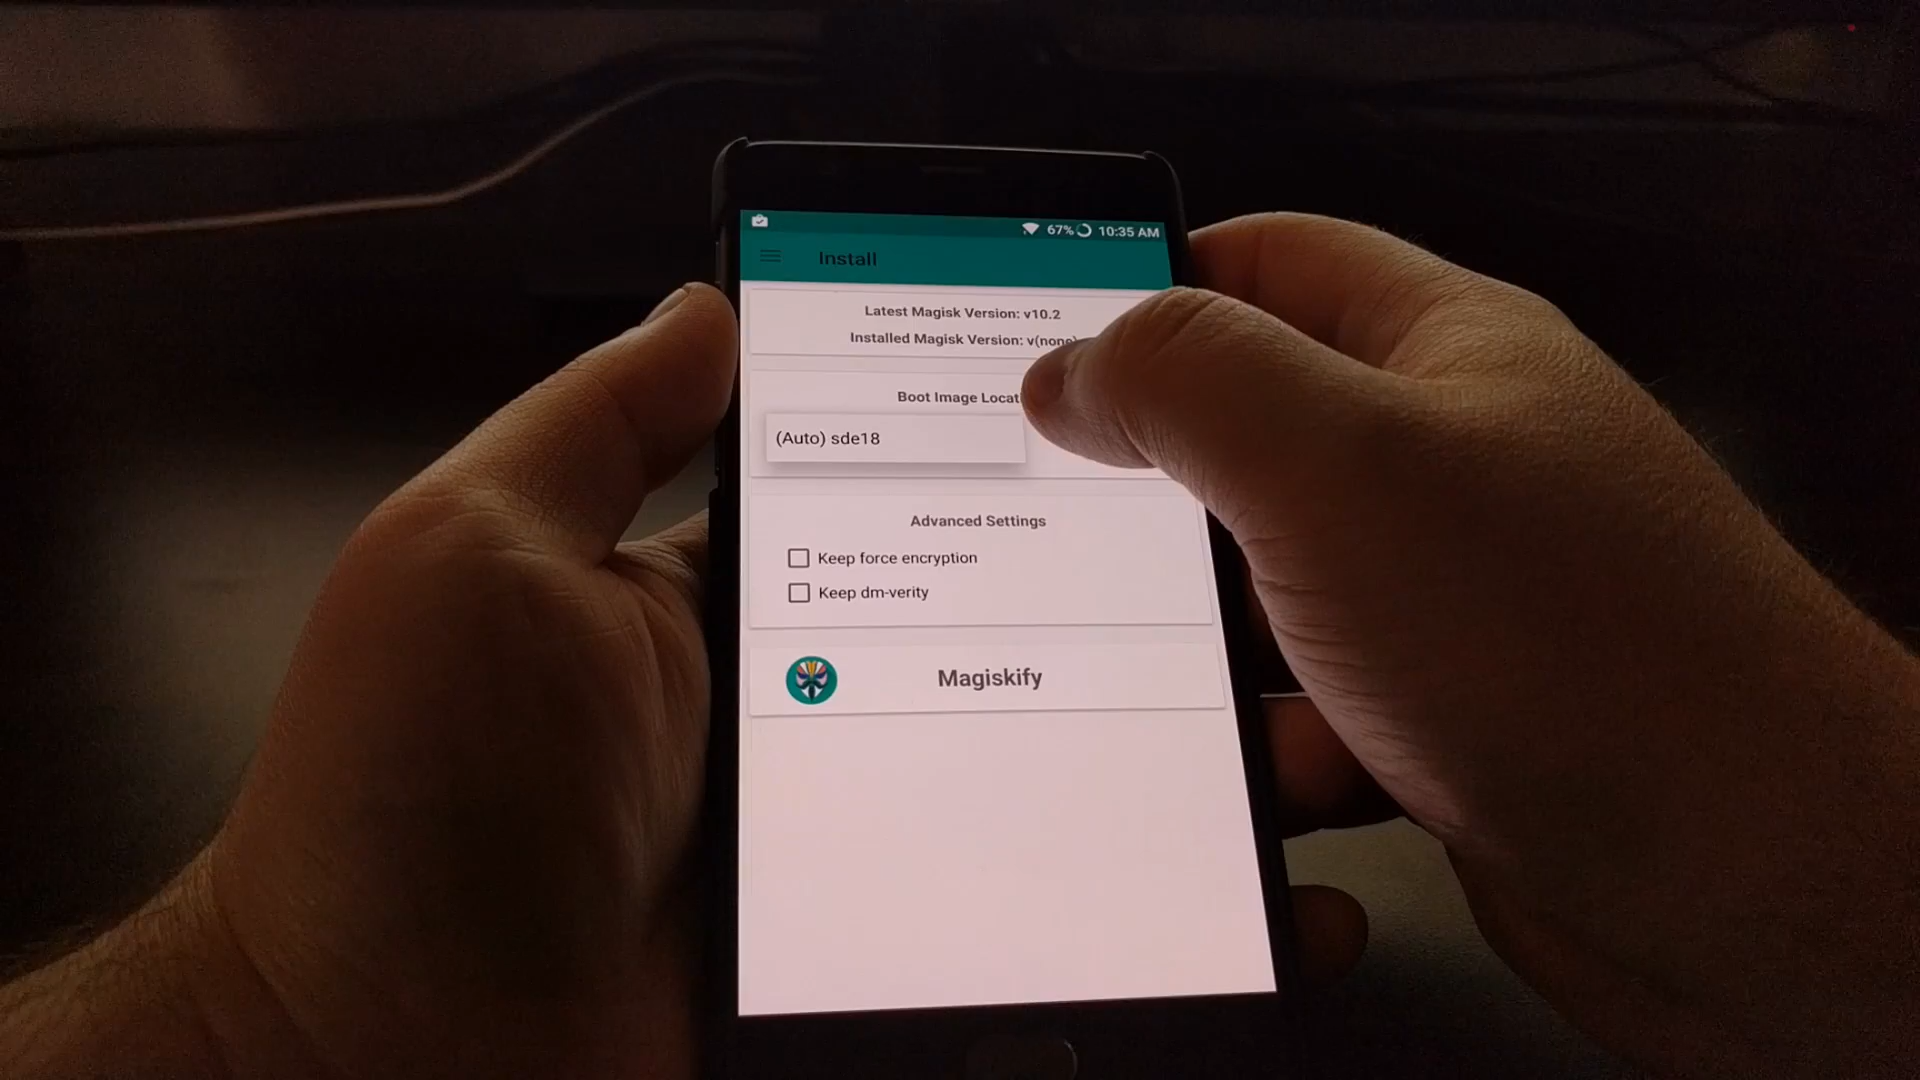 67% 10:35 AM
Install
Latest Magisk Version: v10.2
Installed Magisk Version: v(none)
Boot Image Locati
(Auto) sde18
Advanced Settings
Keep force encryption
Keep dm-verity
Magiskify